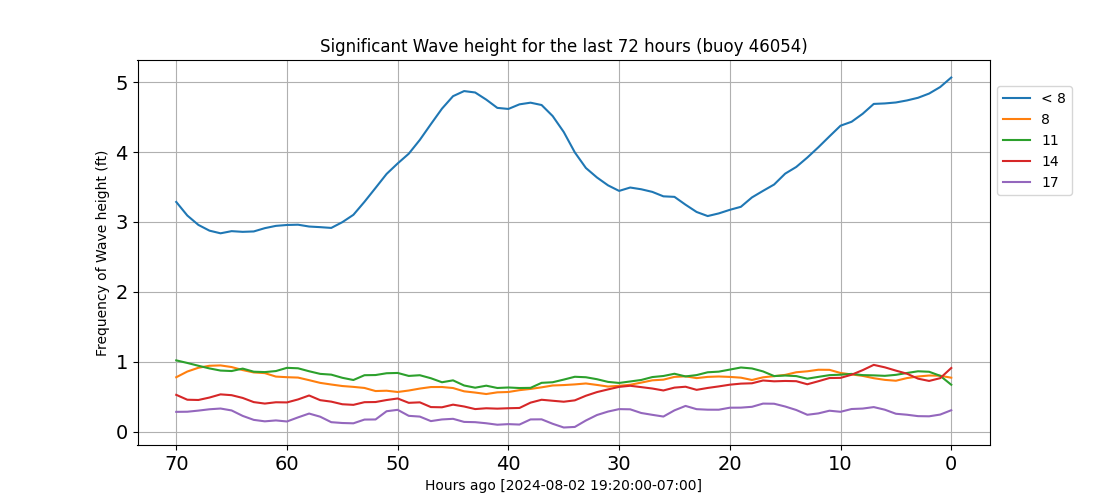 Significant Wave height for the last 72 hours (buoy 46054)
Frequency of Wave height (ft)
5
4
3
2
1
0
70 60 50 40 30 20 10 0
Hours ago [2024-08-02 19:20:00-07:00]
< 8
8
11
14
17